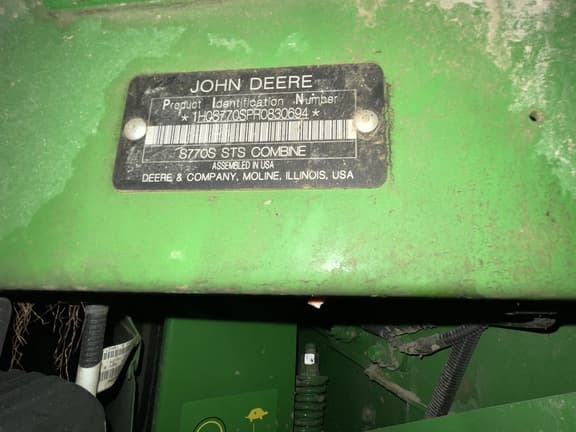 JOHN DEERE
Product Identification Number
*1H0S770SPR0830694*
S770S STS COMBINE
ASSEMBLED IN USA
DEERE & COMPANY, MOLINE, ILLINOIS, USA